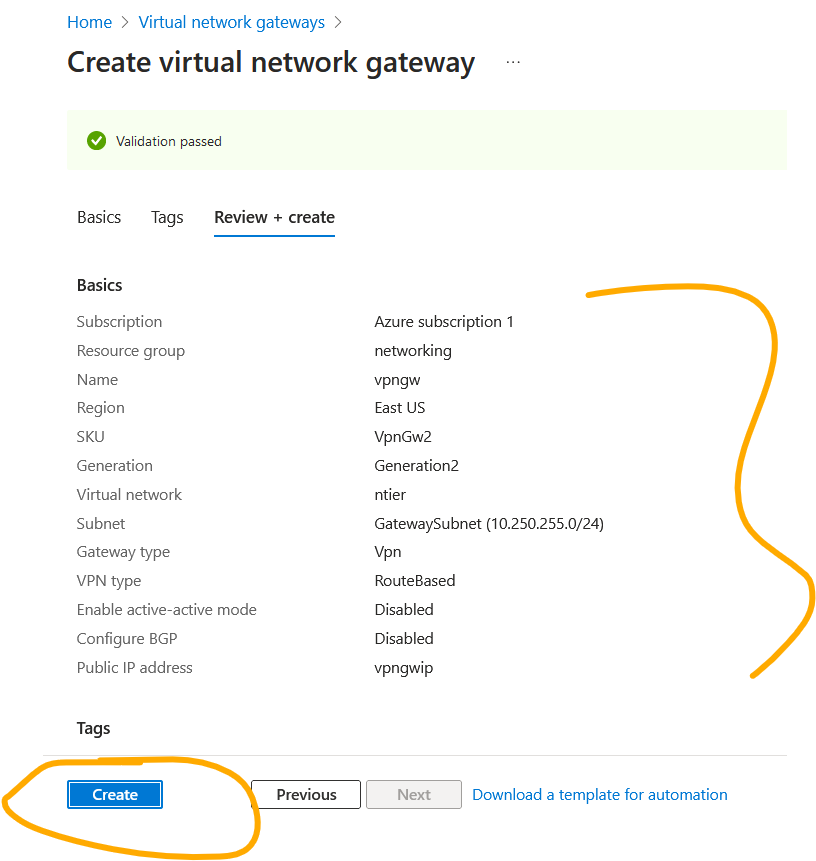 Home > Virtual network gateways >
Create virtual network gateway ...
Validation passed
Basics Tags Review + create
Basics
Subscription Azure subscription 1
Resource group networking
Name vpngw
Region East US
SKU VpnGw2
Generation Generation2
Virtual network ntier
Subnet GatewaySubnet (10.250.255.0/24)
Gateway type Vpn
VPN type RouteBased
Enable active-active mode Disabled
Configure BGP Disabled
Public IP address vpngwip
Tags
Create Previous Next Download a template for automation